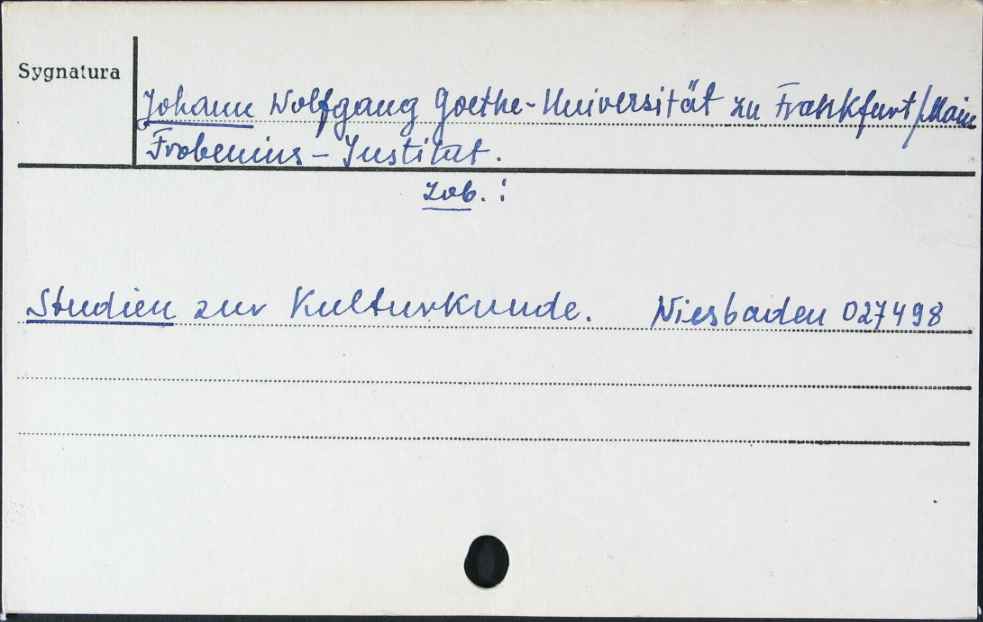 Sygnatura
Johann Wolfgang Goethe-Universität zu Frankfurt/Main
Frobenius-Institut.
zob.:
Studien zur Kulturkunde. Wiesbaden 027498